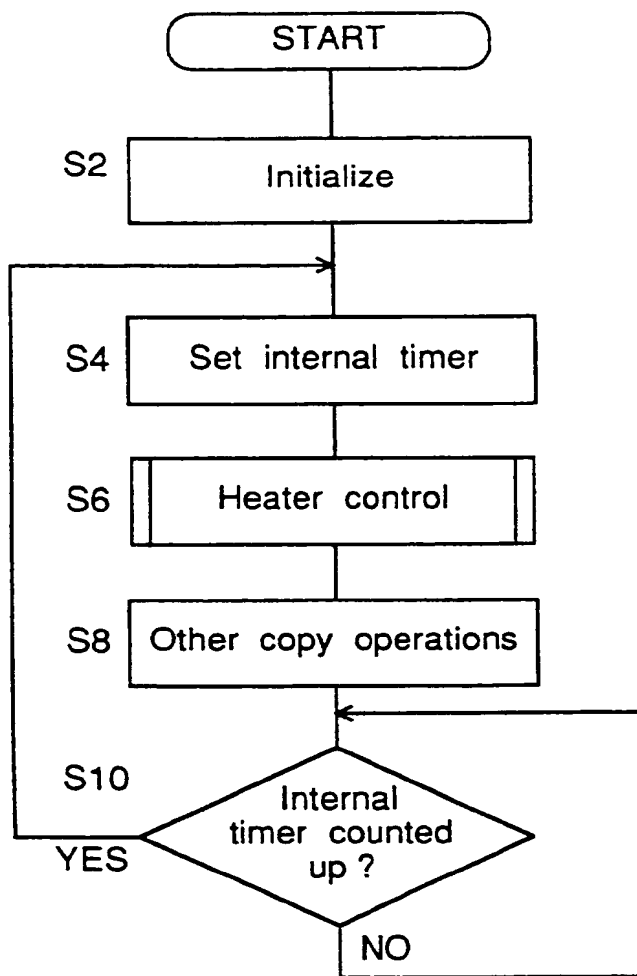 START
S2
Initialize
S4
Set internal timer
S6
Heater control
S8
Other copy operations
S10
Internal
timer counted
up ?
YES
NO